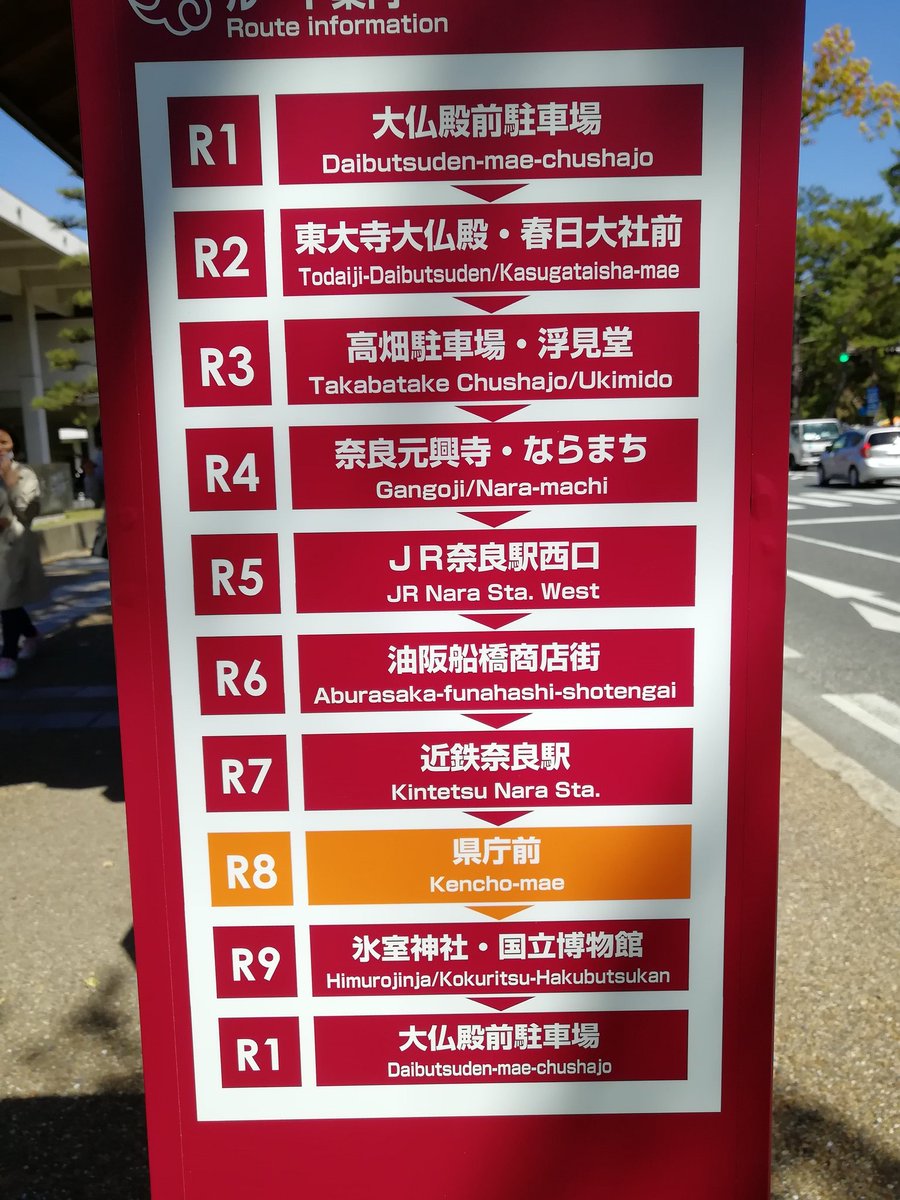 ルート案内
Route information
R1
大仏殿前駐車場
Daibutsuden-mae-chushajo
R2
東大寺大仏殿・春日大社前
Todaiji-Daibutsuden/Kasugataisha-mae
R3
高畑駐車場・浮見堂
Takabatake Chushajo/Ukimido
R4
奈良元興寺・ならまち
Gangoji/Nara-machi
R5
JR奈良駅西口
JR Nara Sta. West
R6
油阪船橋商店街
Aburasaka-funahashi-shotengai
R7
近鉄奈良駅
Kintetsu Nara Sta.
R8
県庁前
Kencho-mae
R9
氷室神社・国立博物館
Himurojinja/Kokuritsu-Hakubutsukan
R1
大仏殿前駐車場
Daibutsuden-mae-chushajo